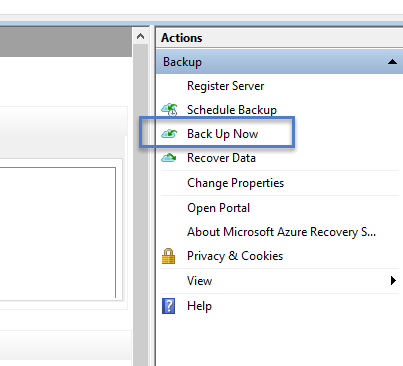 Actions
Backup
Register Server
Schedule Backup
Back Up Now
Recover Data
Change Properties
Open Portal
About Microsoft Azure Recovery S...
Privacy & Cookies
View
Help